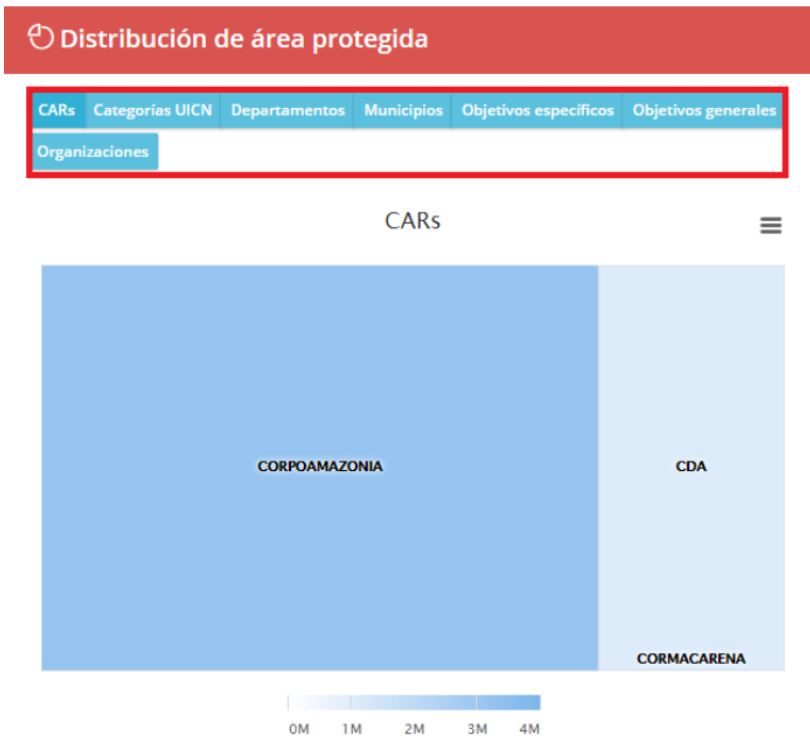 Distribución de área protegida
CARs Categorías UICN Departamentos Municipios Objetivos específicos Objetivos generales
Organizaciones
CARs
CORPOAMAZONIA CDA
CORMACARENA
0M 1M 2M 3M 4M